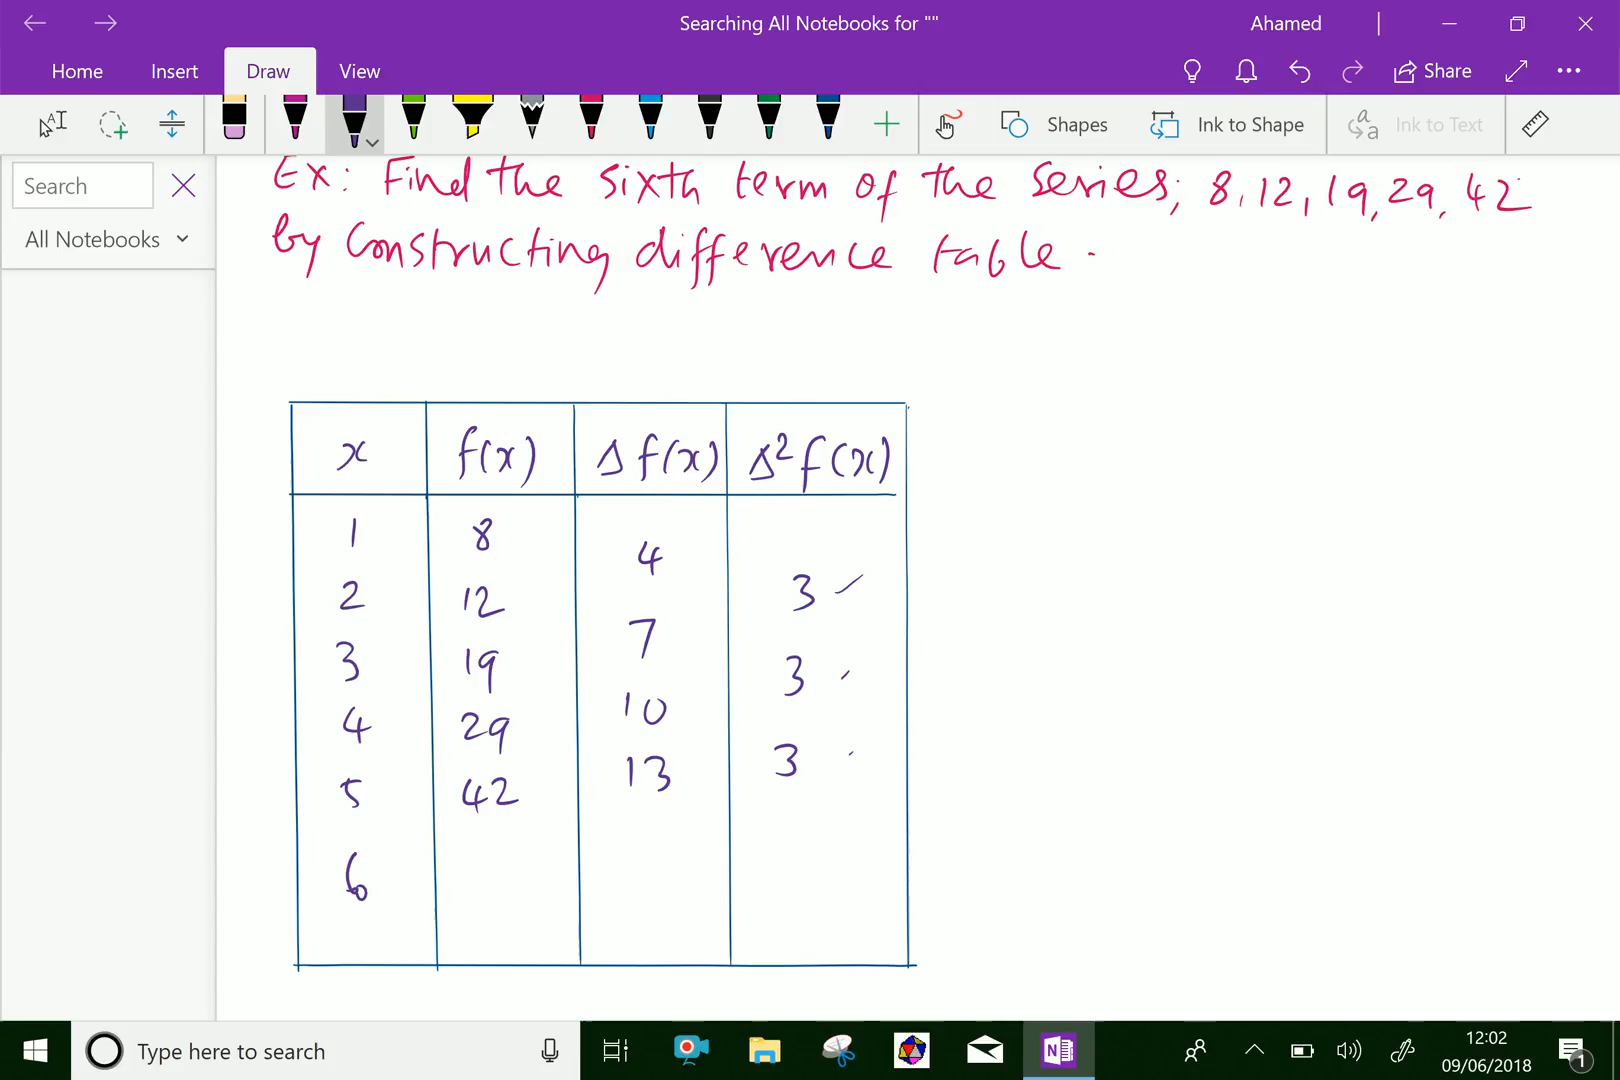 Searching All Notebooks for ""
Ahamed
Home Insert Draw View
Share
Shapes
Ink to Shape
Ink to Text
Search
All Notebooks
Ex: Find the sixth term of the series; 8, 12, 19, 29, 42
by constructing difference table.
x f(x) Δf(x) Δ²f(x)
1 8
4
2 12 3
7
3 19
3
10
4 29
3
13
5 42
6
Type here to search
12:02
09/06/2018
1